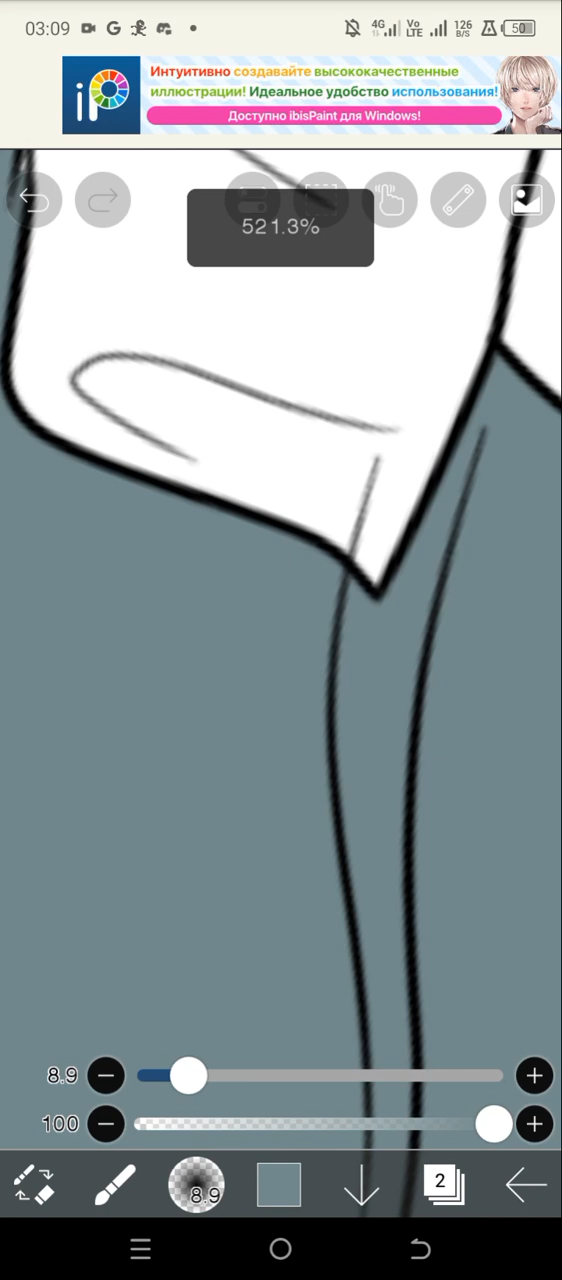 03:09
G
4G
Vo
LTE
126
B/S
50
iP
Интуитивно создавайте высококачественные
иллюстрации! Идеальное удобство использования!
Доступно ibisPaint для Windows!
521.3%
8.9
100
8.9
2